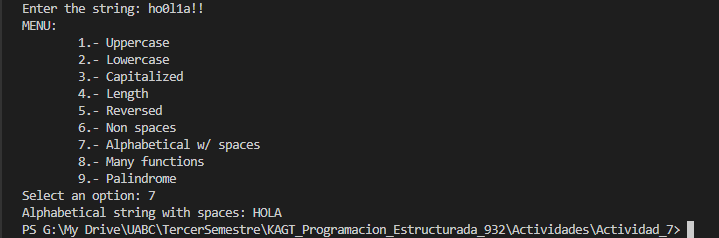 Enter the string: ho0l1a!!
MENU:
1.- Uppercase
2.- Lowercase
3.- Capitalized
4.- Length
5.- Reversed
6.- Non spaces
7.- Alphabetical w/ spaces
8.- Many functions
9.- Palindrome
Select an option: 7
Alphabetical string with spaces: HOLA
PS G:\My Drive\UABC\TercerSemestre\KAGT_Programacion_Estructurada_932\Actividades\Actividad_7>